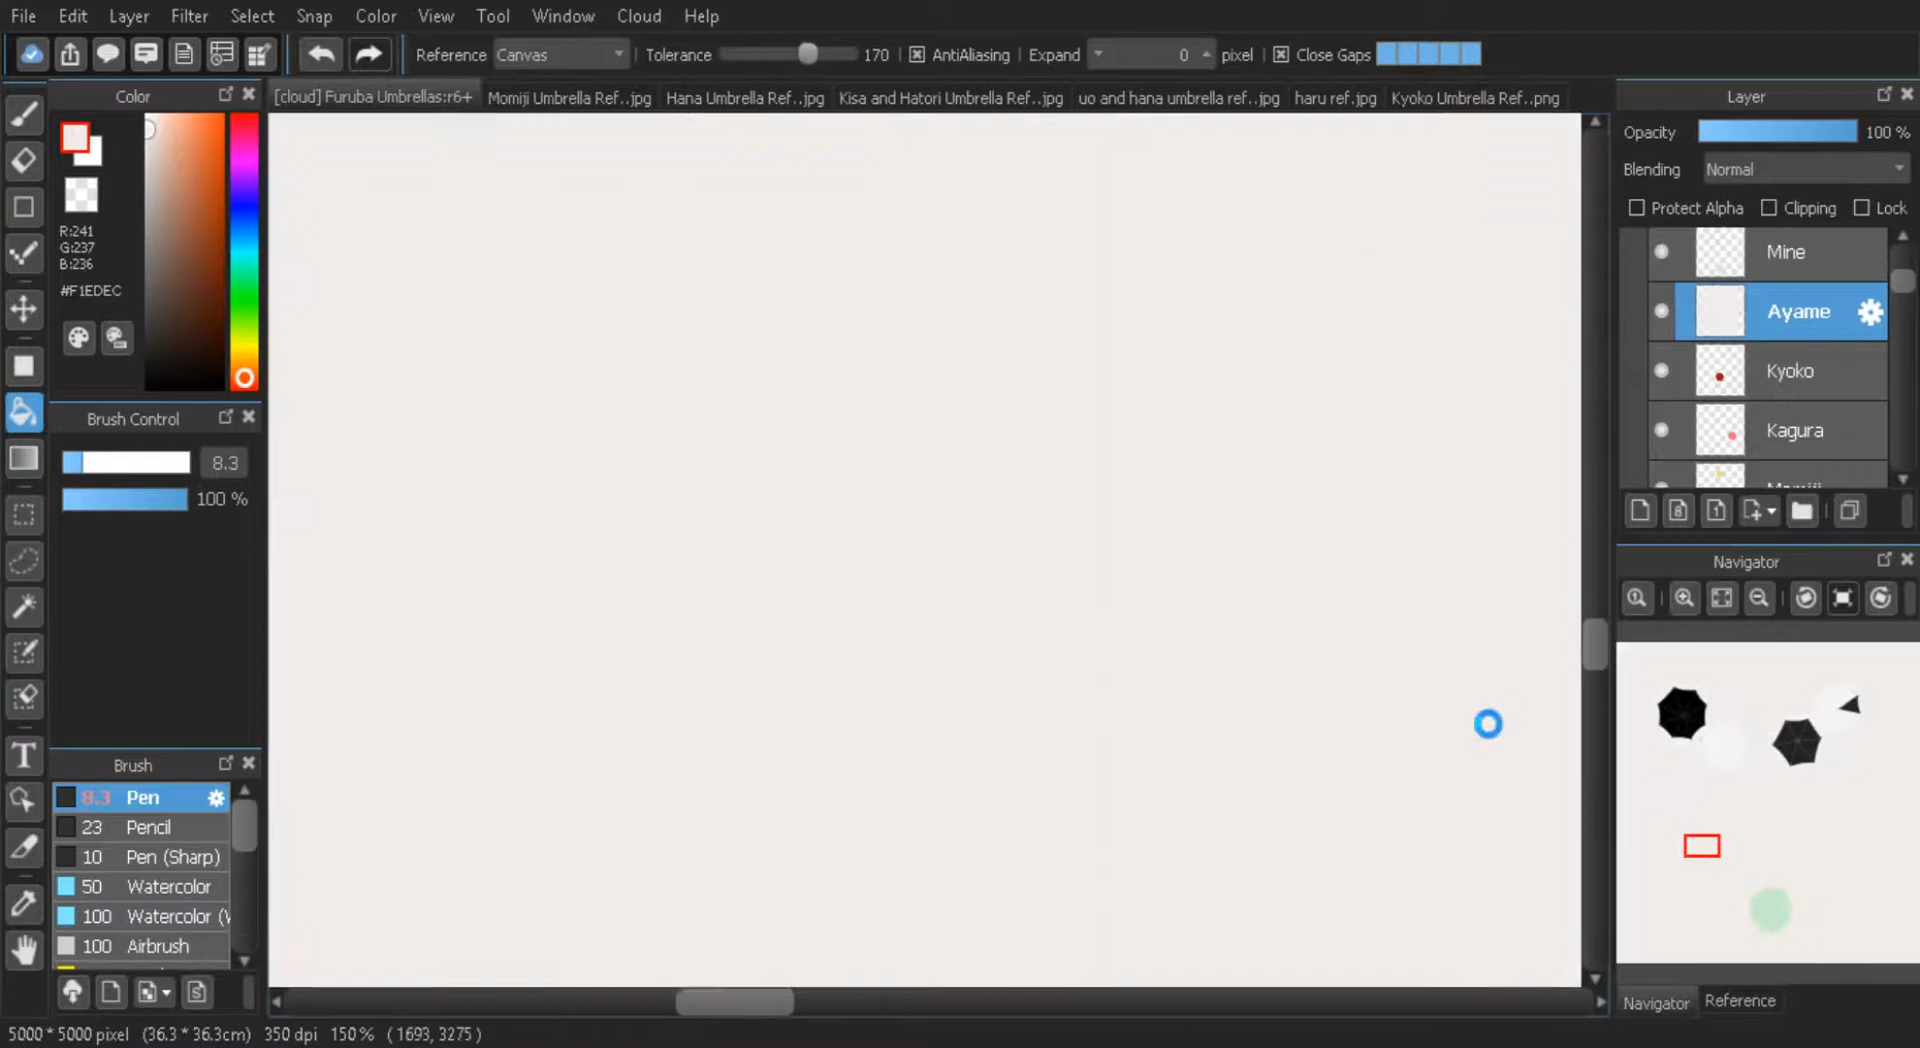 File Edit Layer Filter Select Snap Color View Tool Window Cloud Help
Reference Canvas Tolerance 170 AntiAliasing Expand 0 pixel Close Gaps
Color
[cloud] Furuba Umbrellas:r6+ Momiji Umbrella Ref..jpg Hana Umbrella Ref..jpg Kisa and Hatori Umbrella Ref..jpg uo and hana umbrella ref..jpg haru ref.jpg Kyoko Umbrella Ref..png
R:241
G:237
B:236
#F1EDEC
Brush Control
8.3
100 %
Brush
8.3 Pen
23 Pencil
10 Pen (Sharp)
50 Watercolor
100 Watercolor (
100 Airbrush
T
S
Layer
Opacity 100 %
Blending Normal
Protect Alpha Clipping Lock
Mine
Ayame
Kyoko
Kagura
8 1
Navigator
Navigator Reference
5000 * 5000 pixel (36.3 * 36.3cm) 350 dpi 150 % ( 1693, 3275 )